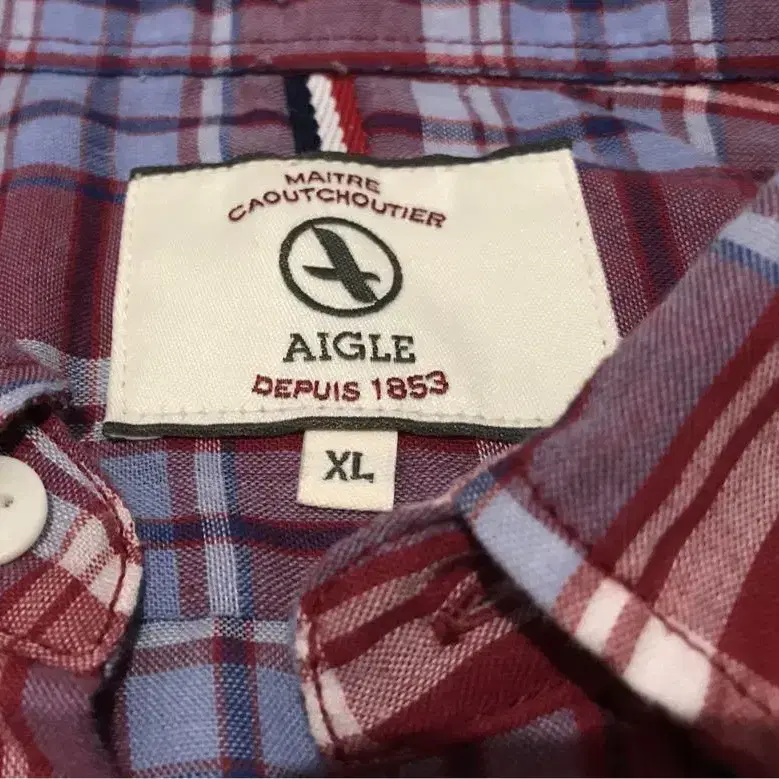 MAITRE
CAOUTCHOUTIER
AIGLE
DEPUIS 1853
XL